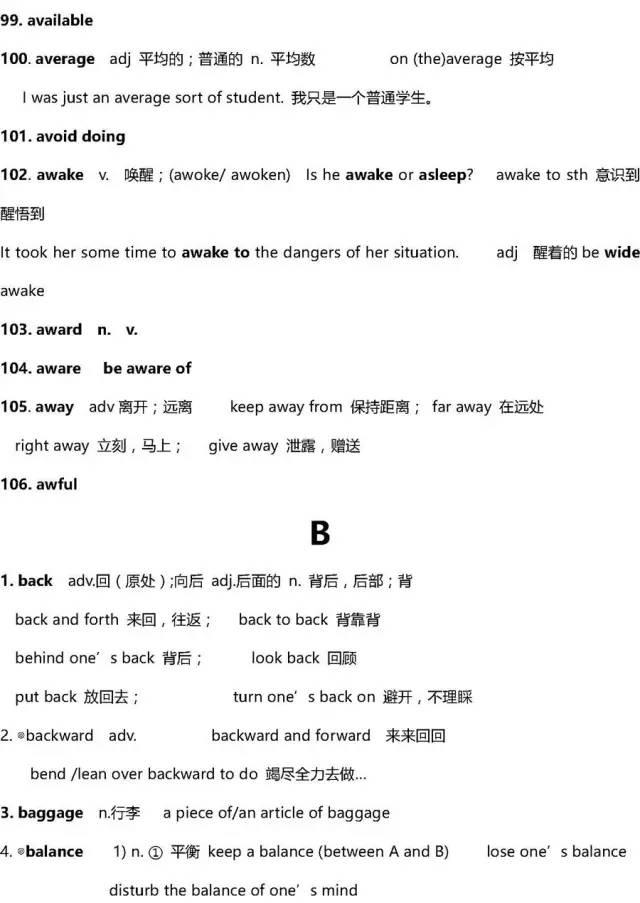 99. available
100. average adj 平均的；普通的 n. 平均数 on (the)average 按平均
I was just an average sort of student. 我只是一个普通学生。
101. avoid doing
102. awake v. 唤醒；(awoke/ awoken) Is he awake or asleep? awake to sth 意识到
醒悟到
It took her some time to awake to the dangers of her situation. adj 醒着的 be wide
awake
103. award n. v.
104. aware be aware of
105. away adv 离开；远离 keep away from 保持距离； far away 在远处
right away 立刻，马上； give away 泄露，赠送
106. awful
B
1. back adv.回（原处）;向后 adj.后面的 n. 背后，后部；背
back and forth 来回，往返； back to back 背靠背
behind one’s back 背后； look back 回顾
put back 放回去； turn one’s back on 避开，不理睬
2. ⊙backward adv. backward and forward 来来回回
bend /lean over backward to do 竭尽全力去做...
3. baggage n.行李 a piece of/an article of baggage
4. ⊙balance 1) n. ① 平衡 keep a balance (between A and B) lose one’s balance
disturb the balance of one’s mind